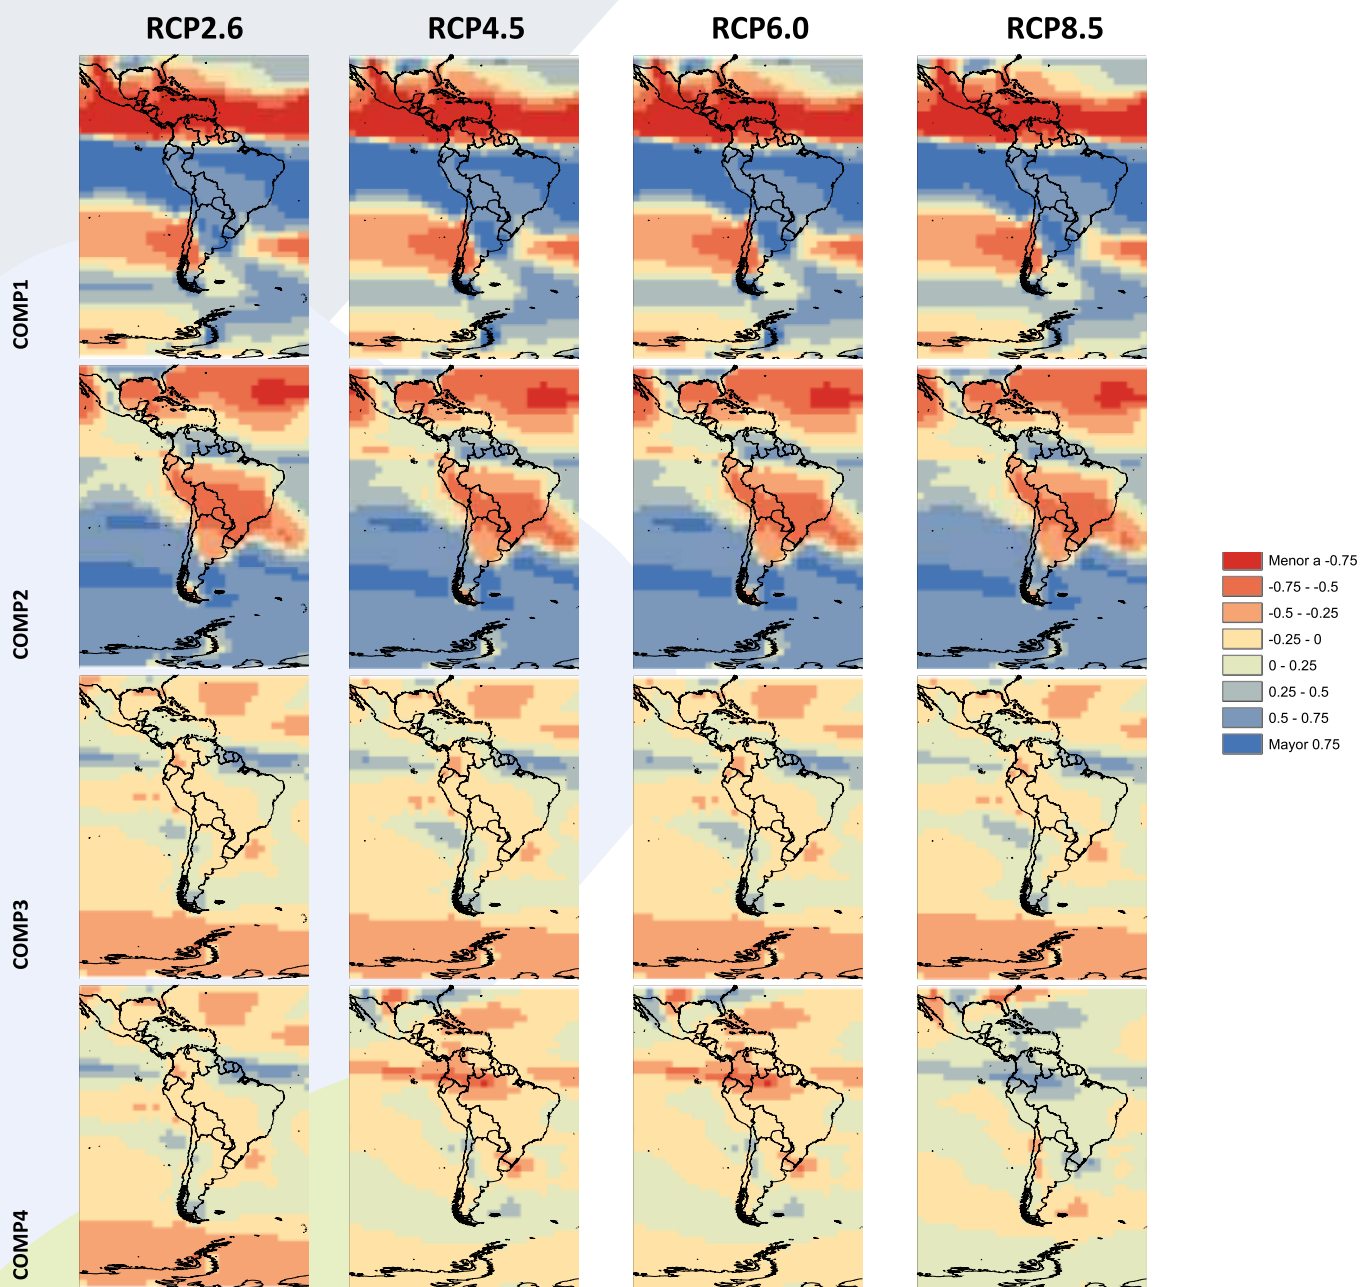 RCP2.6 RCP4.5 RCP6.0 RCP8.5
COMP1
COMP2
COMP3
COMP4
Menor a -0.75
-0.75 - -0.5
-0.5 - -0.25
-0.25 - 0
0 - 0.25
0.25 - 0.5
0.5 - 0.75
Mayor 0.75